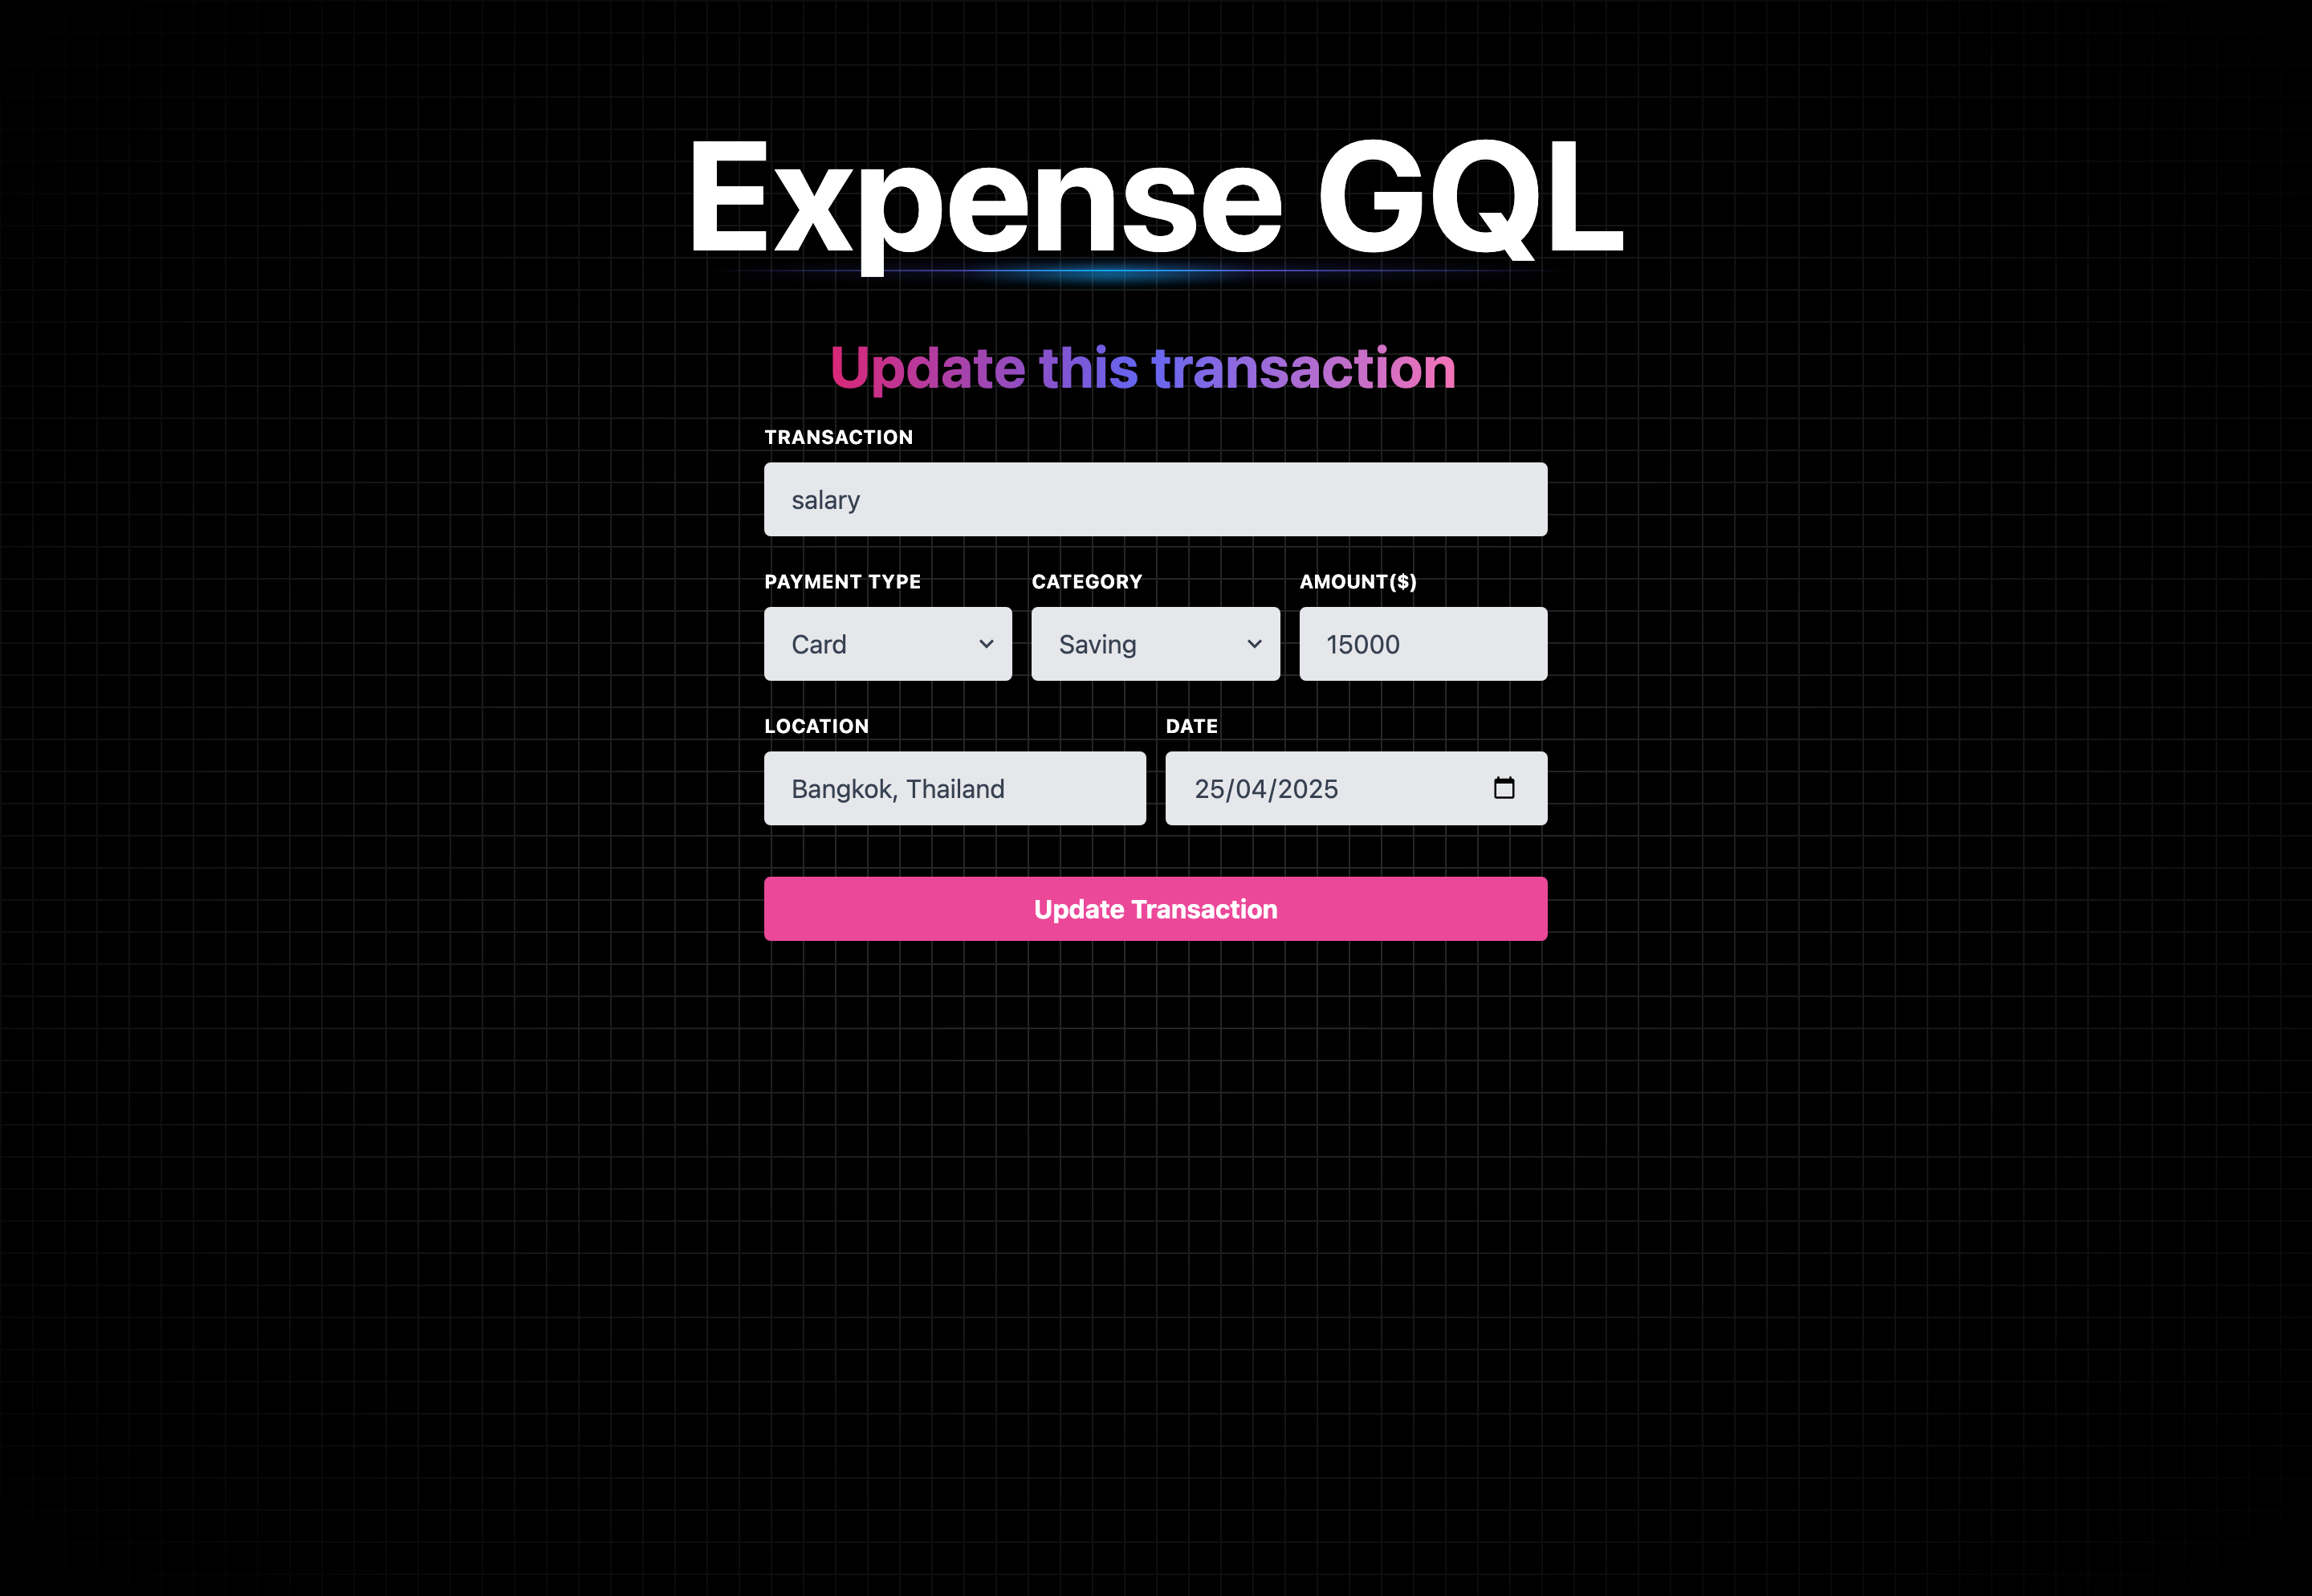 Expense GQL
Update this transaction
TRANSACTION
salary
PAYMENT TYPE CATEGORY AMOUNT($)
Card Saving 15000
LOCATION DATE
Bangkok, Thailand 25/04/2025
Update Transaction